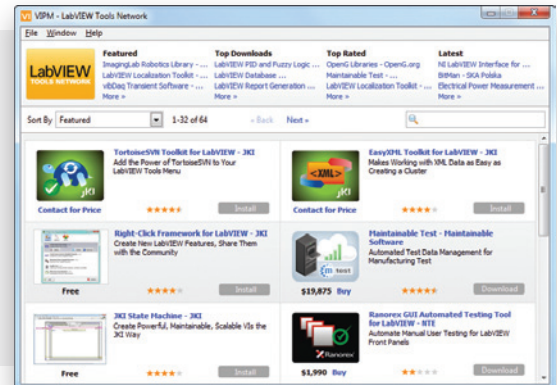 VIPM - LabVIEW Tools Network
File Window Help
LabVIEW
TOOLS NETWORK
Featured
ImagingLab Robotics Library - ...
LabVIEW Localization Toolkit - ...
vibDaq Transient Software - ...
More »
Top Downloads
LabVIEW PID and Fuzzy Logic ...
LabVIEW Database ...
LabVIEW Report Generation ...
More »
Top Rated
OpenG Libraries - OpenG.org
Maintainable Test - ...
LabVIEW Localization Toolkit - ...
More »
Latest
NI LabVIEW Interface for ...
BitMan - SKA Polska
Electrical Power Measurement ...
More »
Sort By Featured 1-32 of 64 « Back Next »
TortoiseSVN Toolkit for LabVIEW - JKI
Add the Power of TortoiseSVN to Your
LabVIEW Tools Menu
JKI
Contact for Price Install
EasyXML Toolkit for LabVIEW - JKI
Makes Working with XML Data as Easy as
Creating a Cluster
<XML>
JKI
Contact for Price Install
Right-Click Framework for LabVIEW - JKI
Create New LabVIEW Features, Share Them
with the Community
Free Install
Maintainable Test - Maintainable
Software
Automated Test Data Management for
Manufacturing Test
m test
$19,875 Buy Download
JKI State Machine - JKI
Create Powerful, Maintainable, Scalable VIs the
JKI Way
Free Install
Ranorex GUI Automated Testing Tool
for LabVIEW - NTE
Automate Manual User Testing for LabVIEW
Front Panels
Ranorex
$1,990 Buy Download